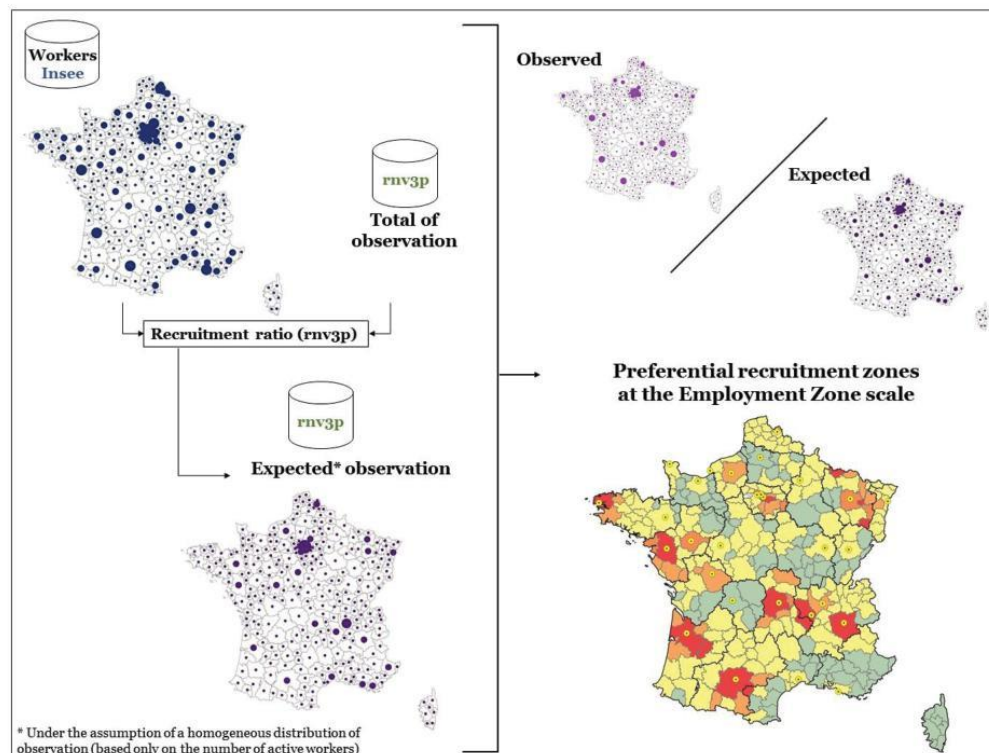 Workers
Insee
rnv3p
Total of
observation
Recruitment ratio (rnv3p)
rnv3p
Expected* observation
* Under the assumption of a homogeneous distribution of
observation (based only on the number of active workers)
Observed
Expected
Preferential recruitment zones
at the Employment Zone scale